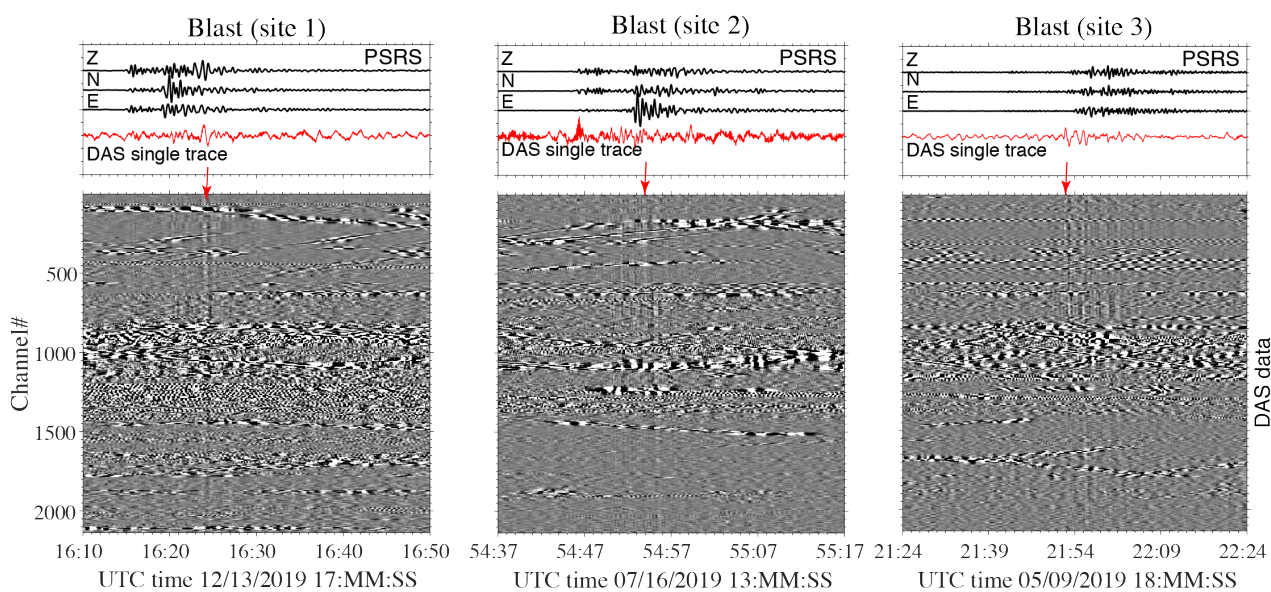 Blast (site 1)
Z
PSRS
N
E
DAS single trace
Blast (site 2)
Z
PSRS
N
E
DAS single trace
Blast (site 3)
Z
PSRS
N
E
DAS single trace
Channel#
500
1000
1500
2000
DAS data
16:10 16:20 16:30 16:40 16:50
UTC time 12/13/2019 17:MM:SS
54:37 54:47 54:57 55:07 55:17
UTC time 07/16/2019 13:MM:SS
21:24 21:39 21:54 22:09 22:24
UTC time 05/09/2019 18:MM:SS